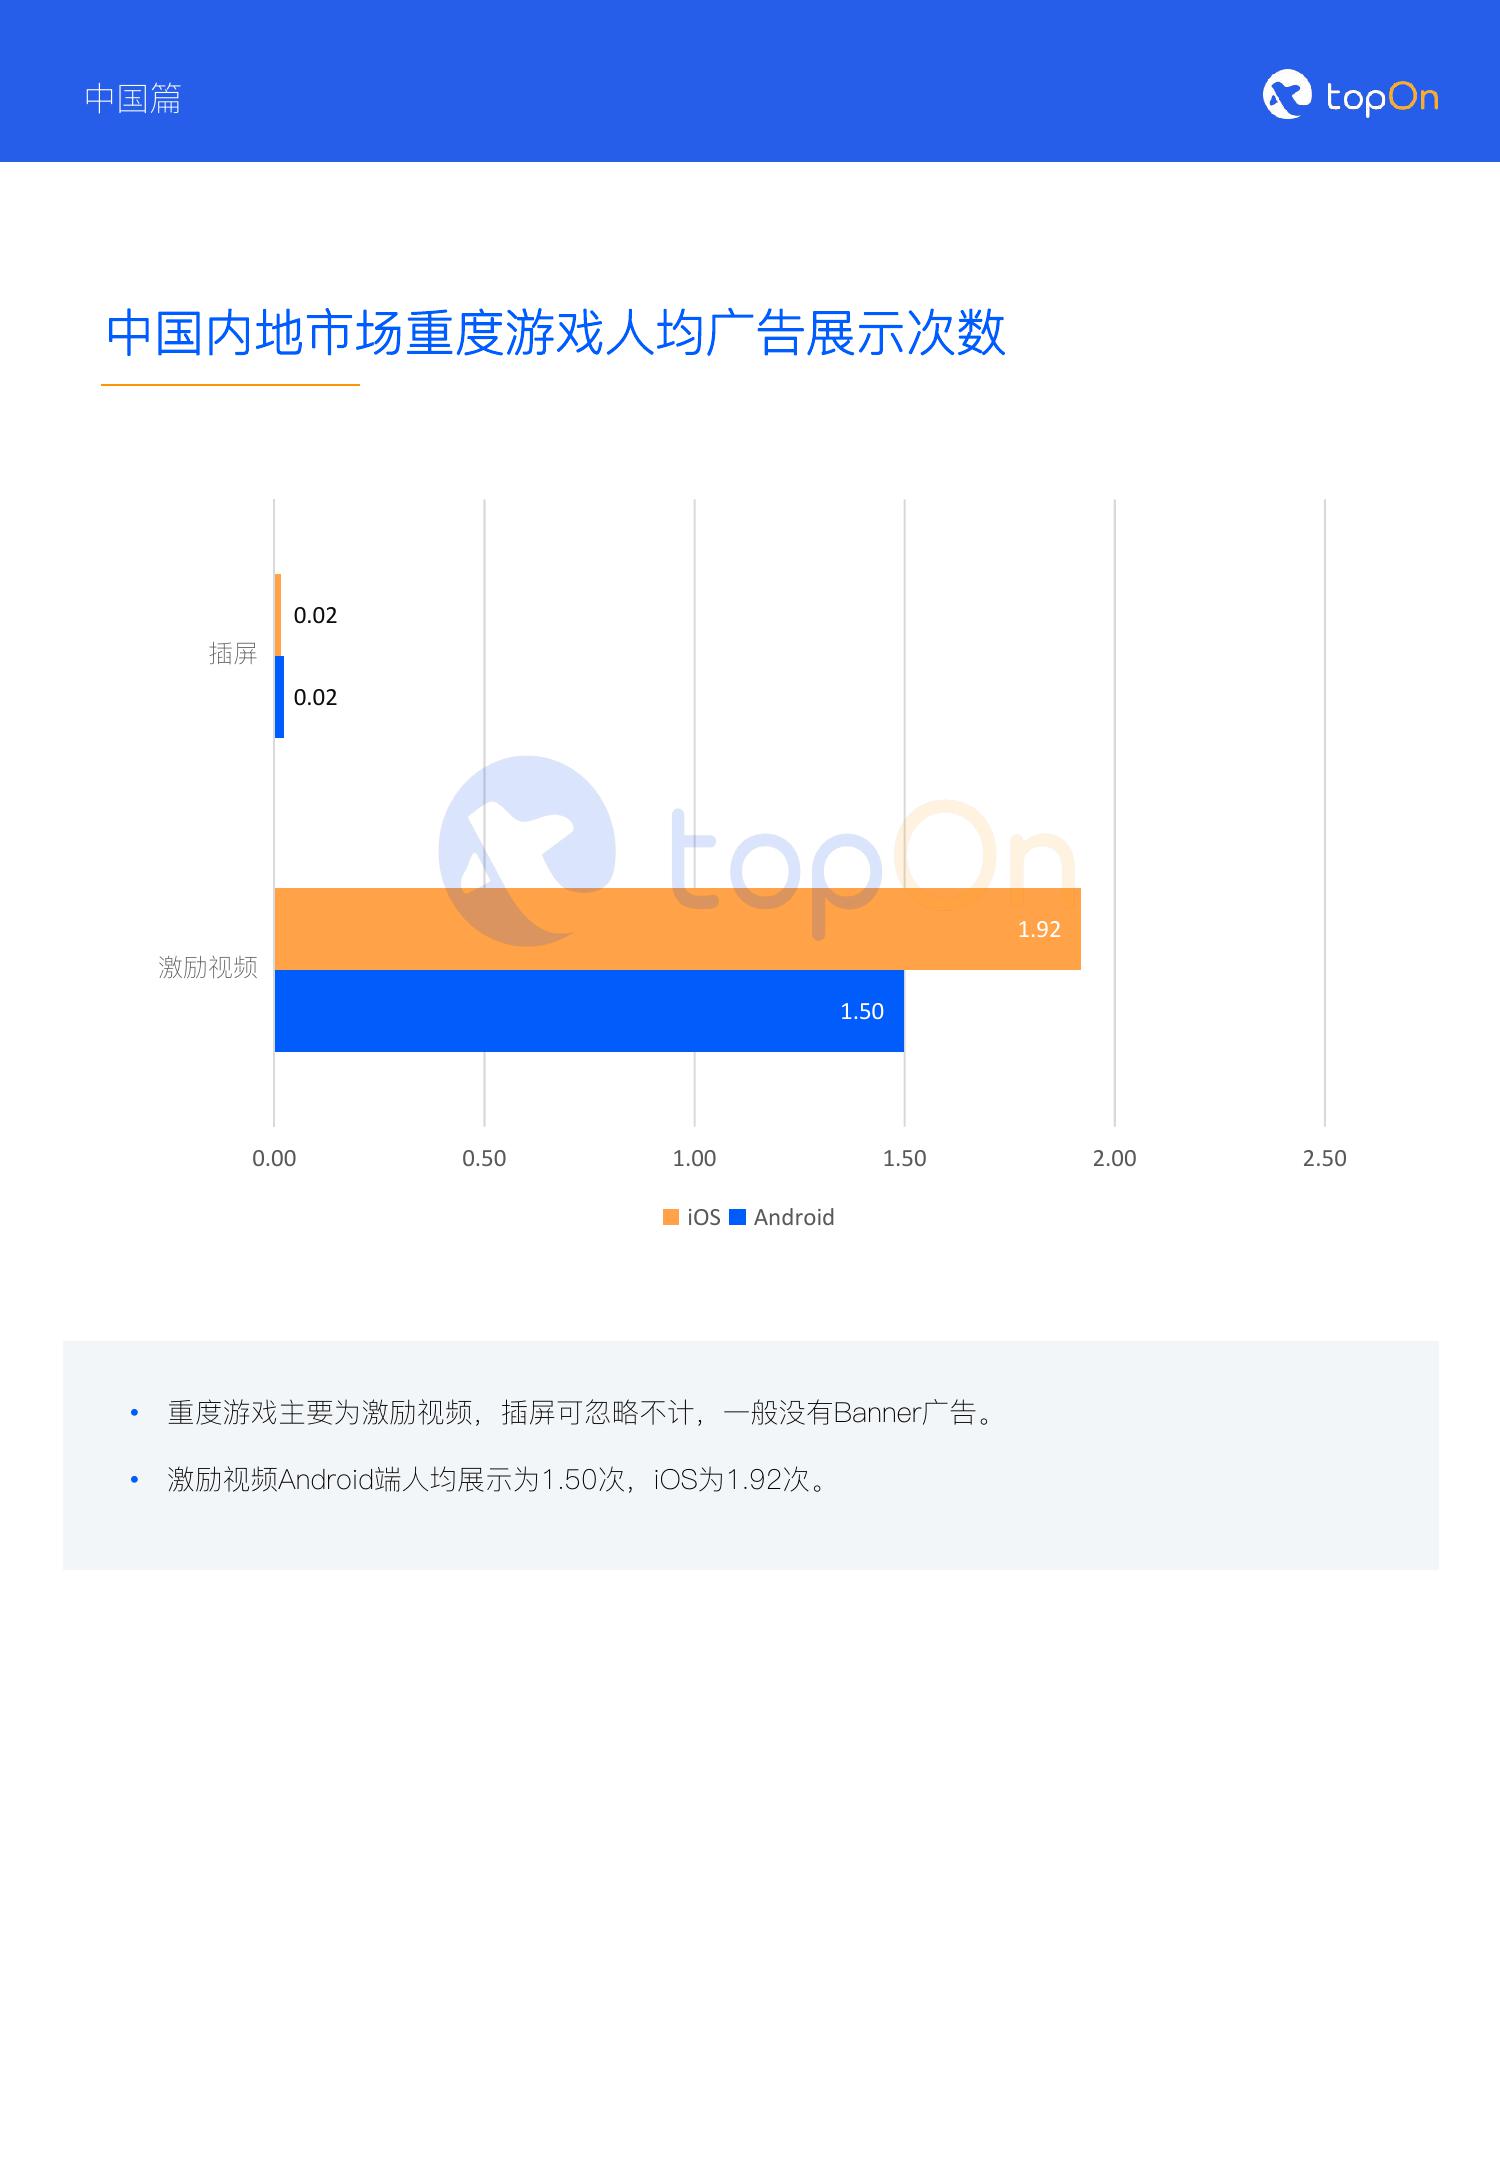 中国篇
topOn
中国内地市场重度游戏人均广告展示次数
0.02
插屏
0.02
topOn
1.92
激励视频
1.50
0.00 0.50 1.00 1.50 2.00 2.50
iOS Android
• 重度游戏主要为激励视频，插屏可忽略不计，一般没有Banner广告。
• 激励视频Android端人均展示为1.50次，iOS为1.92次。